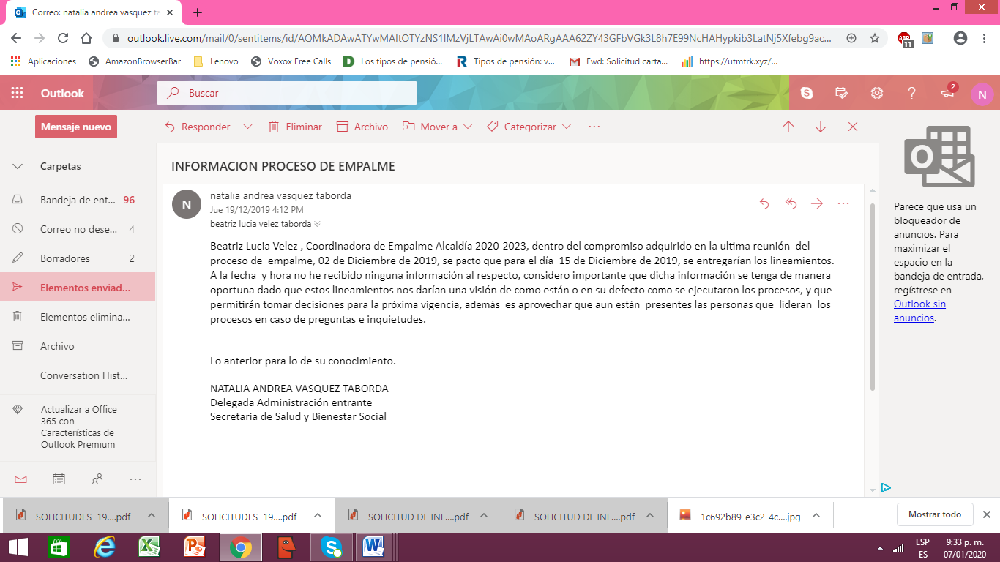 Correo: natalia andrea vasquez ta
outlook.live.com/mail/0/sentitems/id/AQMkADAwATYwMAItOTYzNS1lMzVjLTAwAi0wMAoARgAAA62ZY43GFbVGk3L8h7E99NcHAHypkib3LatNj5Xfebg9ac...
11
Aplicaciones AmazonBrowserBar Lenovo Voxox Free Calls Los tipos de pensió... Tipos de pensión: v... Fwd: Solicitud carta... https://utmtrk.xyz/...
Outlook Buscar 2 N
Mensaje nuevo Responder Eliminar Archivo Mover a Categorizar
Carpetas
Bandeja de ent... 96
Correo no dese... 4
Borradores 2
Elementos enviad...
Elementos elimina...
Archivo
Conversation Hist...
Actualizar a Office
365 con
Características de
Outlook Premium
INFORMACION PROCESO DE EMPALME
N
natalia andrea vasquez taborda
Jue 19/12/2019 4:12 PM
beatriz lucia velez taborda
Beatriz Lucia Velez , Coordinadora de Empalme Alcaldía 2020-2023, dentro del compromiso adquirido en la ultima reunión del
proceso de empalme, 02 de Diciembre de 2019, se pacto que para el día 15 de Diciembre de 2019, se entregarían los lineamientos.
A la fecha y hora no he recibido ninguna información al respecto, considero importante que dicha información se tenga de manera
oportuna dado que estos lineamientos nos darían una visión de como están o en su defecto como se ejecutaron los procesos, y que
permitirán tomar decisiones para la próxima vigencia, además es aprovechar que aun están presentes las personas que lideran los
procesos en caso de preguntas e inquietudes.
Lo anterior para lo de su conocimiento.
NATALIA ANDREA VASQUEZ TABORDA
Delegada Administración entrante
Secretaria de Salud y Bienestar Social
Parece que usa un
bloqueador de
anuncios. Para
maximizar el
espacio en la
bandeja de entrada,
regístrese en
Outlook sin
anuncios.
SOLICITUDES 19....pdf SOLICITUDES 19....pdf SOLICITUD DE INF....pdf SOLICITUD DE INF....pdf 1c692b89-e3c2-4c....jpg Mostrar todo
ESP 9:33 p. m.
ES 07/01/2020